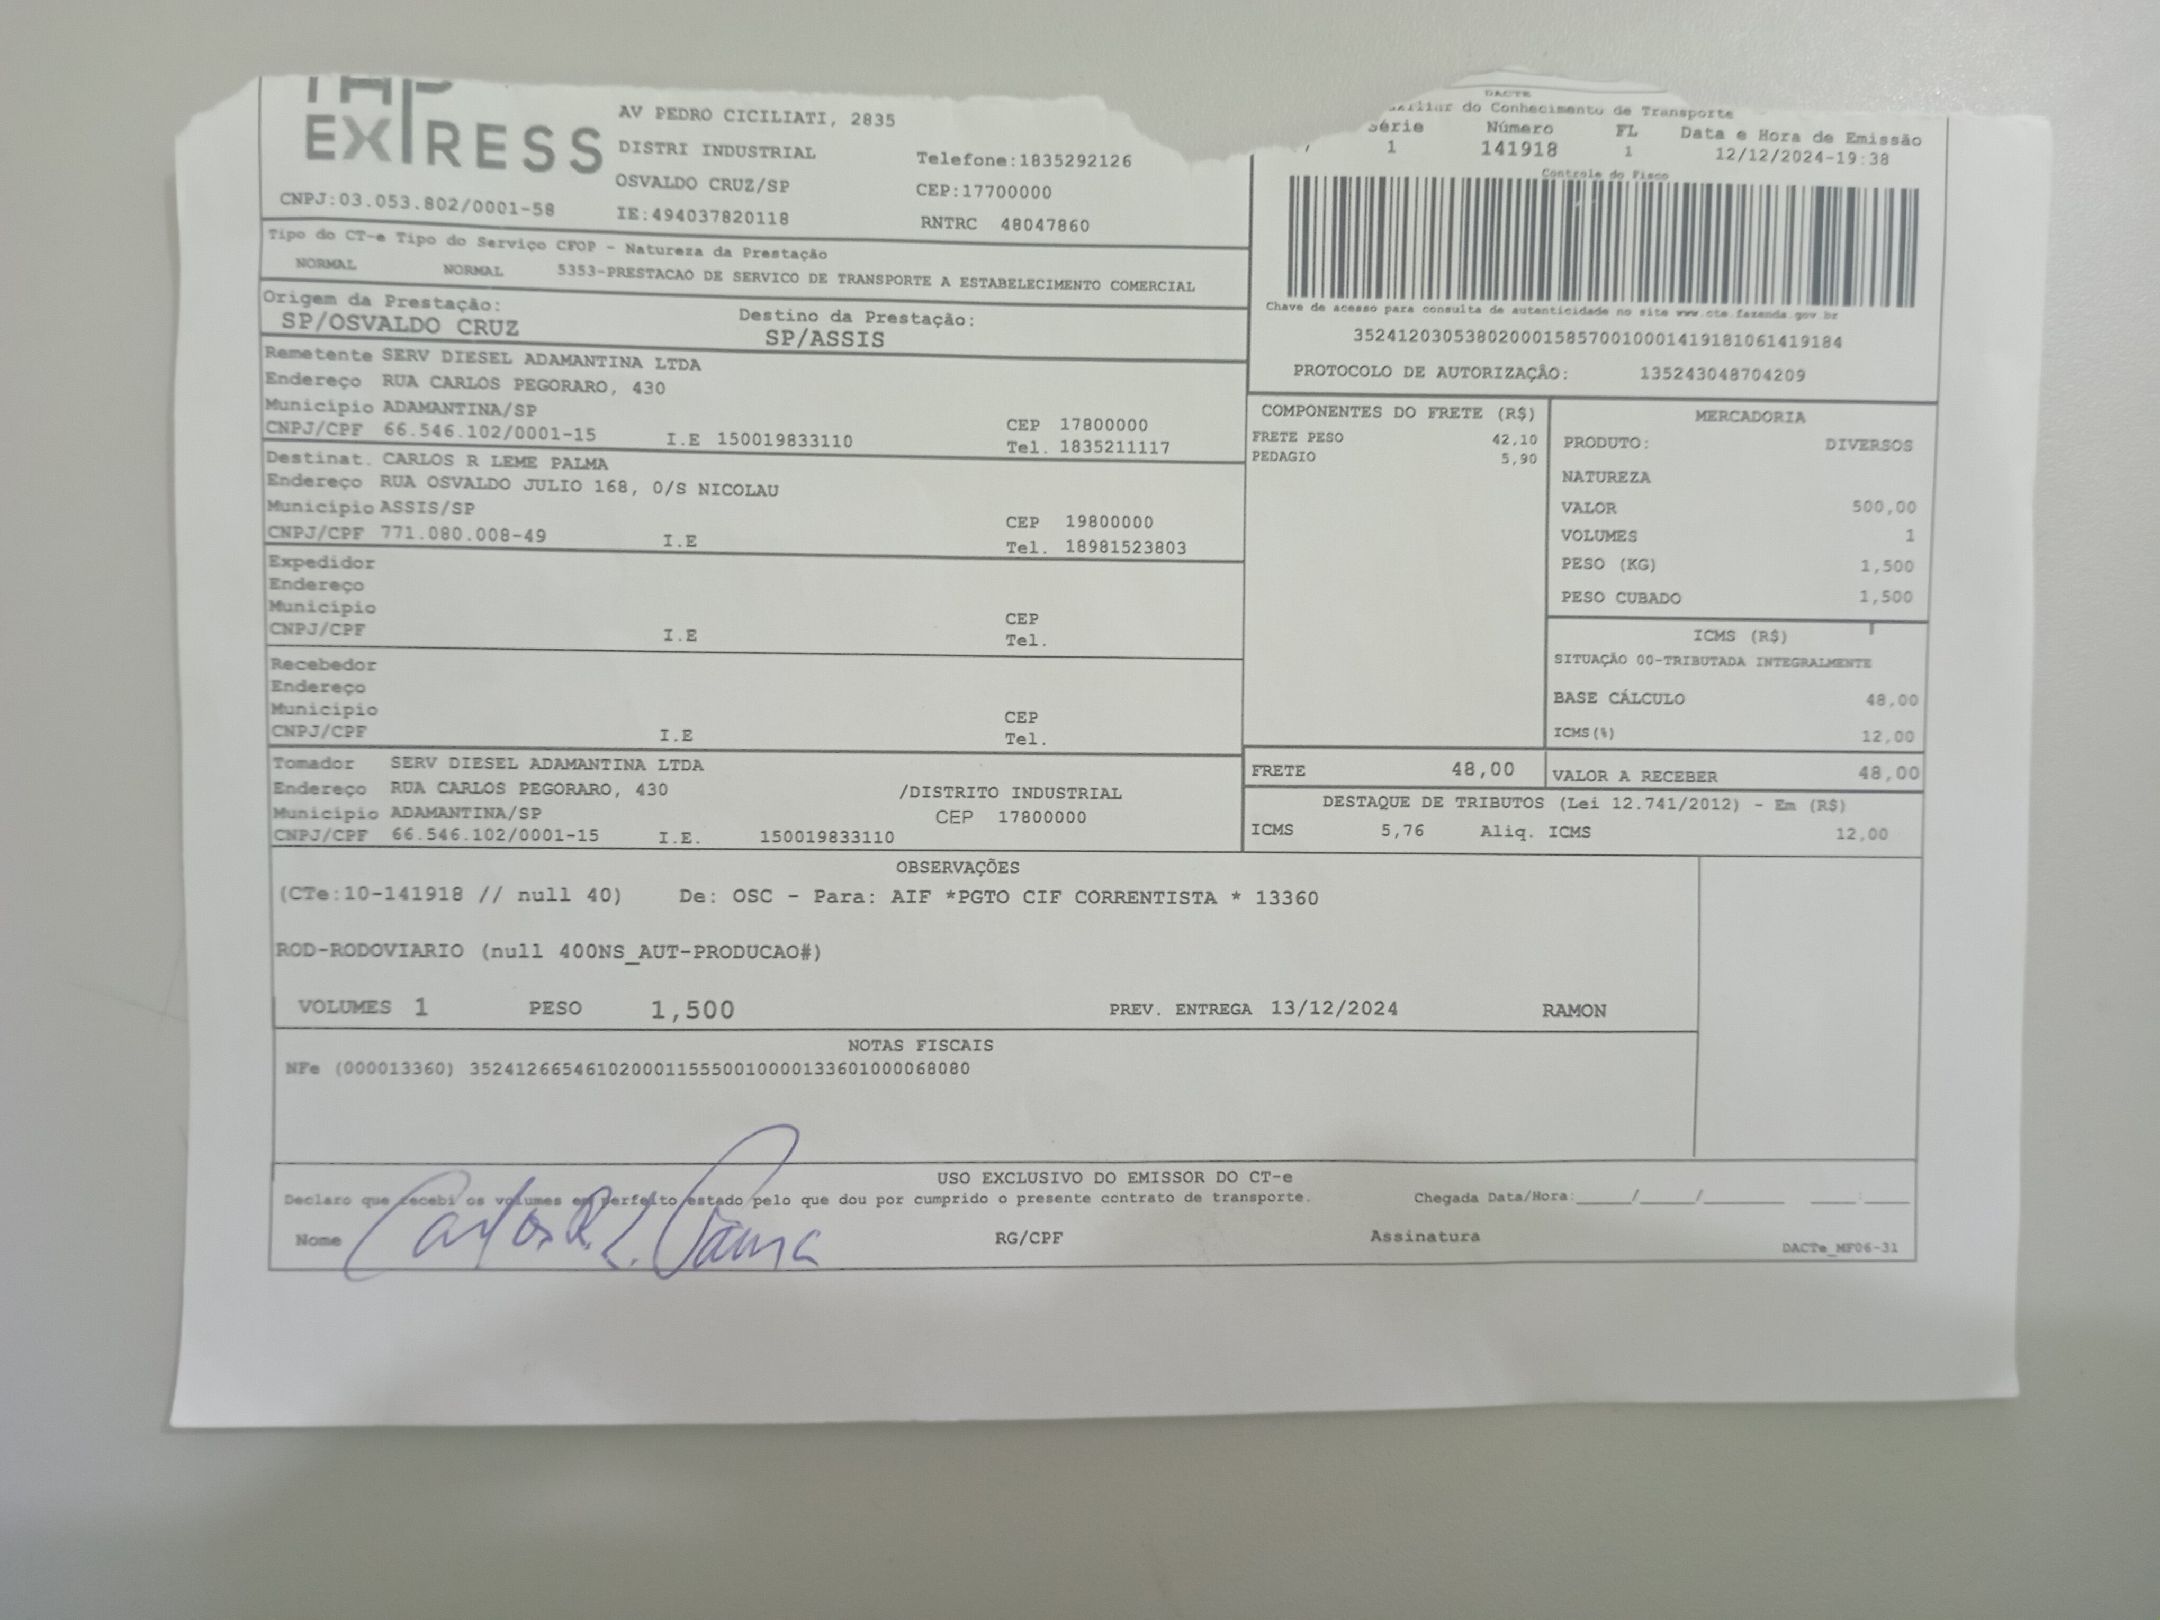 EXPRESS
AV PEDRO CICILIATI, 2835
DISTRI INDUSTRIAL
OSVALDO CRUZ/SP
IE:494037820118
Telefone:1835292126
CEP:17700000
RNTRC 48047860
CNPJ:03.053.802/0001-58
DACTE
do Conhecimento de Transporte
Série Número FL Data e Hora de Emissão
1 141918 1 12/12/2024-19:38
Controle do Fisco
Chave de acesso para consulta de autenticidade no site www.cte.fazenda.gov.br
35241203053802000158570010001419181061419184
PROTOCOLO DE AUTORIZAÇÂO: 135243048704209
Tipo do CT-e Tipo do Serviço CFOP - Natureza da Prestação
NORMAL NORMAL 5353-PRESTACAO DE SERVICO DE TRANSPORTE A ESTABELECIMENTO COMERCIAL
Origem da Prestação: Destino da Prestação:
SP/OSVALDO CRUZ SP/ASSIS
Remetente SERV DIESEL ADAMANTINA LTDA
Endereço RUA CARLOS PEGORARO, 430
Município ADAMANTINA/SP CEP 17800000
CNPJ/CPF 66.546.102/0001-15 I.E 150019833110 Tel. 1835211117
Destinat. CARLOS R LEME PALMA
Endereço RUA OSVALDO JULIO 168, 0/S NICOLAU
Município ASSIS/SP CEP 19800000
CNPJ/CPF 771.080.008-49 I.E Tel. 18981523803
Expedidor
Endereço
Município CEP
CNPJ/CPF I.E Tel.
Recebedor
Endereço
Município CEP
CNPJ/CPF I.E Tel.
Tomador SERV DIESEL ADAMANTINA LTDA
Endereço RUA CARLOS PEGORARO, 430 /DISTRITO INDUSTRIAL
Município ADAMANTINA/SP CEP 17800000
CNPJ/CPF 66.546.102/0001-15 I.E. 150019833110
COMPONENTES DO FRETE (R$)
FRETE PESO 42,10
PEDAGIO 5,90
MERCADORIA
PRODUTO: DIVERSOS
NATUREZA
VALOR 500,00
VOLUMES 1
PESO (KG) 1,500
PESO CUBADO 1,500
ICMS (R$)
SITUAÇÃO 00-TRIBUTADA INTEGRALMENTE
BASE CÁLCULO 48,00
ICMS(%) 12,00
FRETE 48,00 VALOR A RECEBER 48,00
DESTAQUE DE TRIBUTOS (Lei 12.741/2012) - Em (R$)
ICMS 5,76 Aliq. ICMS 12,00
OBSERVAÇÕES
(CTe:10-141918 // null 40) De: OSC - Para: AIF *PGTO CIF CORRENTISTA * 13360
ROD-RODOVIARIO (null 400NS_AUT-PRODUCAO#)
VOLUMES 1 PESO 1,500 PREV. ENTREGA 13/12/2024 RAMON
NOTAS FISCAIS
NFe (000013360) 35241266546102000115550010000133601000068080
USO EXCLUSIVO DO EMISSOR DO CT-e
Declaro que recebi os volumes em perfeito estado pelo que dou por cumprido o presente contrato de transporte. Chegada Data/Hora:____/____/______ ____:____
Nome Carlos R. L. Palma RG/CPF Assinatura
DACTe_MF06-31